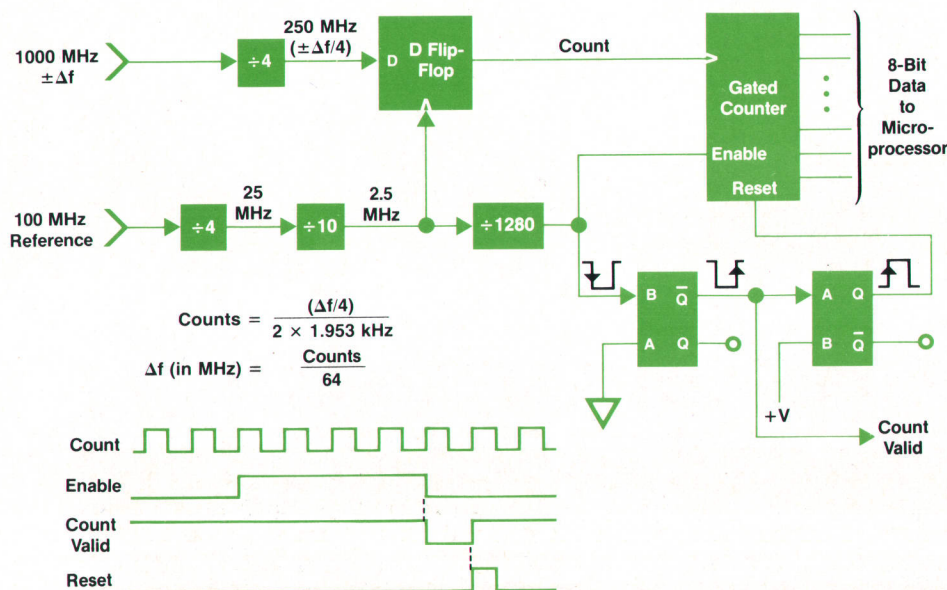 1000 MHz
±Δf
÷4
250 MHz
(±Δf/4)
D
D Flip-
Flop
Count
Gated
Counter
Enable
Reset
8-Bit
Data
to
Micro-
processor
100 MHz
Reference
÷4
25
MHz
÷10
2.5
MHz
÷1280
B
Q̅
A
Q
A
Q
B
Q̅
+V
Count
Valid
Counts = (Δf/4) / 2 × 1.953 kHz
Δf (in MHz) = Counts / 64
Count
Enable
Count
Valid
Reset